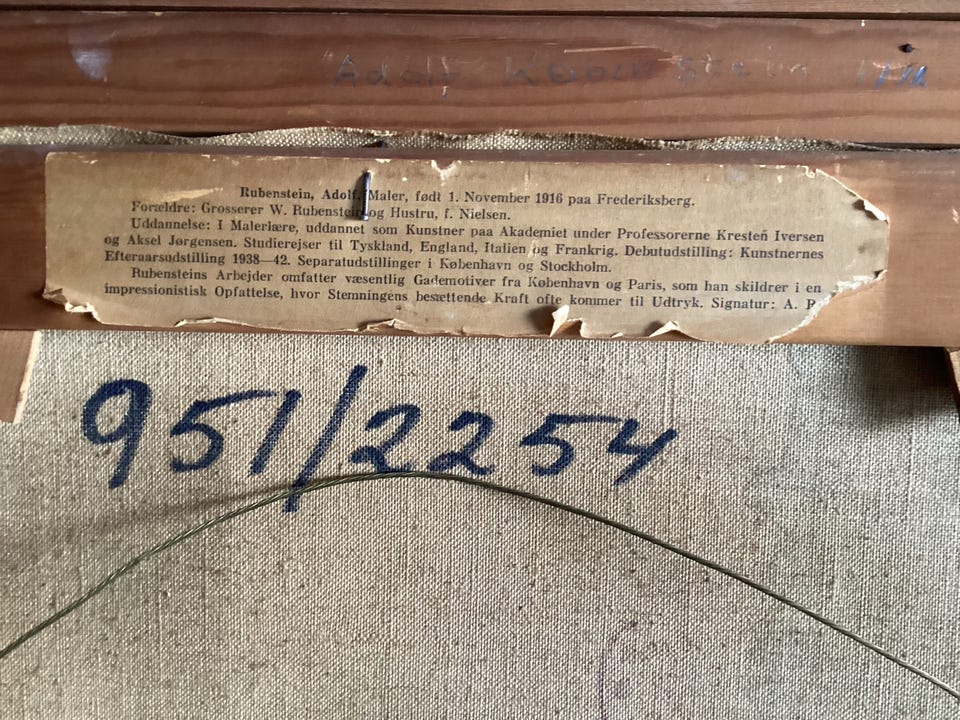 Adolf Rubenstein
Rubenstein, Adolf, Maler, født 1. November 1916 paa Frederiksberg.
Forældre: Grosserer W. Rubenstein og Hustru, f. Nielsen.
Uddannelse: I Malerlære, uddannet som Kunstner paa Akademiet under Professorerne Kresten Iversen
og Aksel Jørgensen. Studierejser til Tyskland, England, Italien og Frankrig. Debutudstilling: Kunstnernes
Efteraarsudstilling 1938—42. Separatudstillinger i København og Stockholm.
Rubensteins Arbejder omfatter væsentlig Gademotiver fra København og Paris, som han skildrer i en
impressionistisk Opfattelse, hvor Stemningens besættende Kraft ofte kommer til Udtryk. Signatur: A. R
951/2254